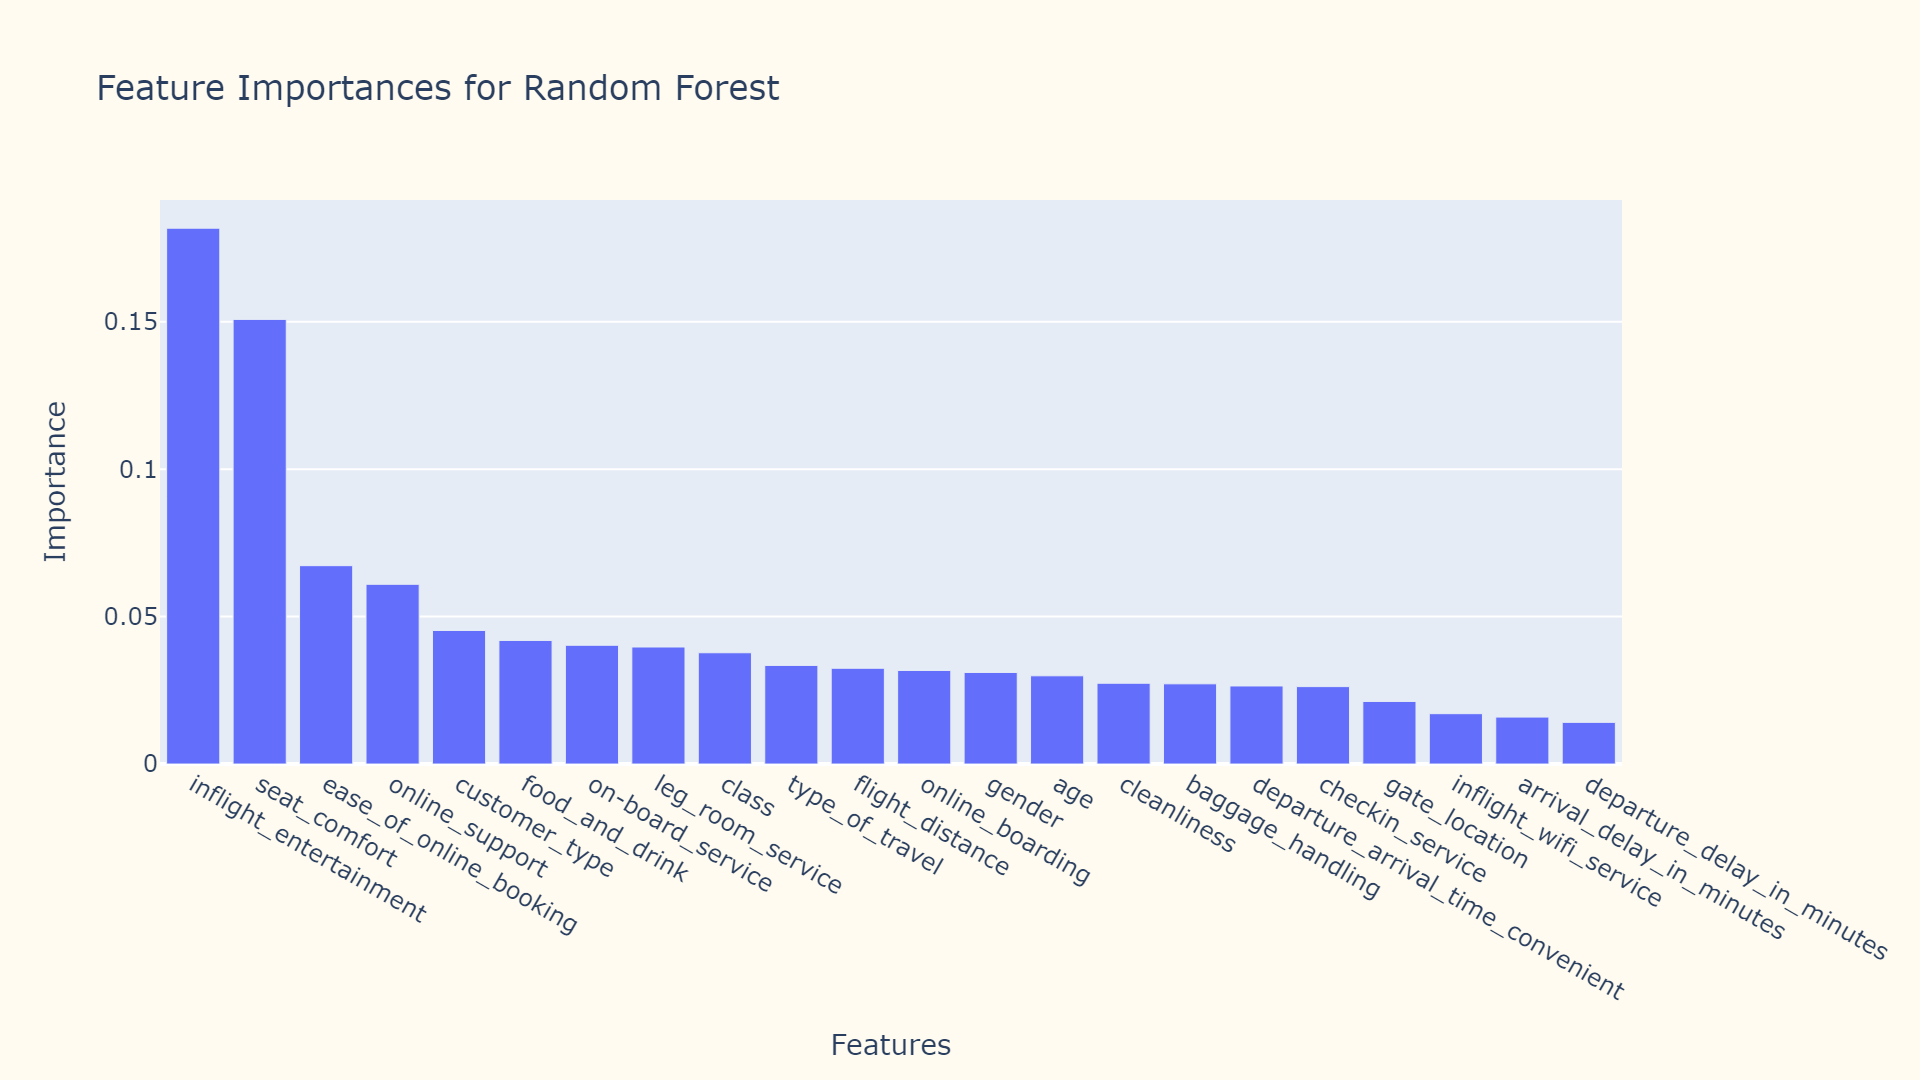 Feature Importances for Random Forest
Importance
0.15
0.1
0.05
0
inflight_entertainment
seat_comfort
ease_of_online_booking
online_support
customer_type
food_and_drink
on-board_service
leg_room_service
class
type_of_travel
flight_distance
online_boarding
gender
age
cleanliness
baggage_handling
departure_arrival_time_convenient
checkin_service
gate_location
inflight_wifi_service
arrival_delay_in_minutes
departure_delay_in_minutes
Features